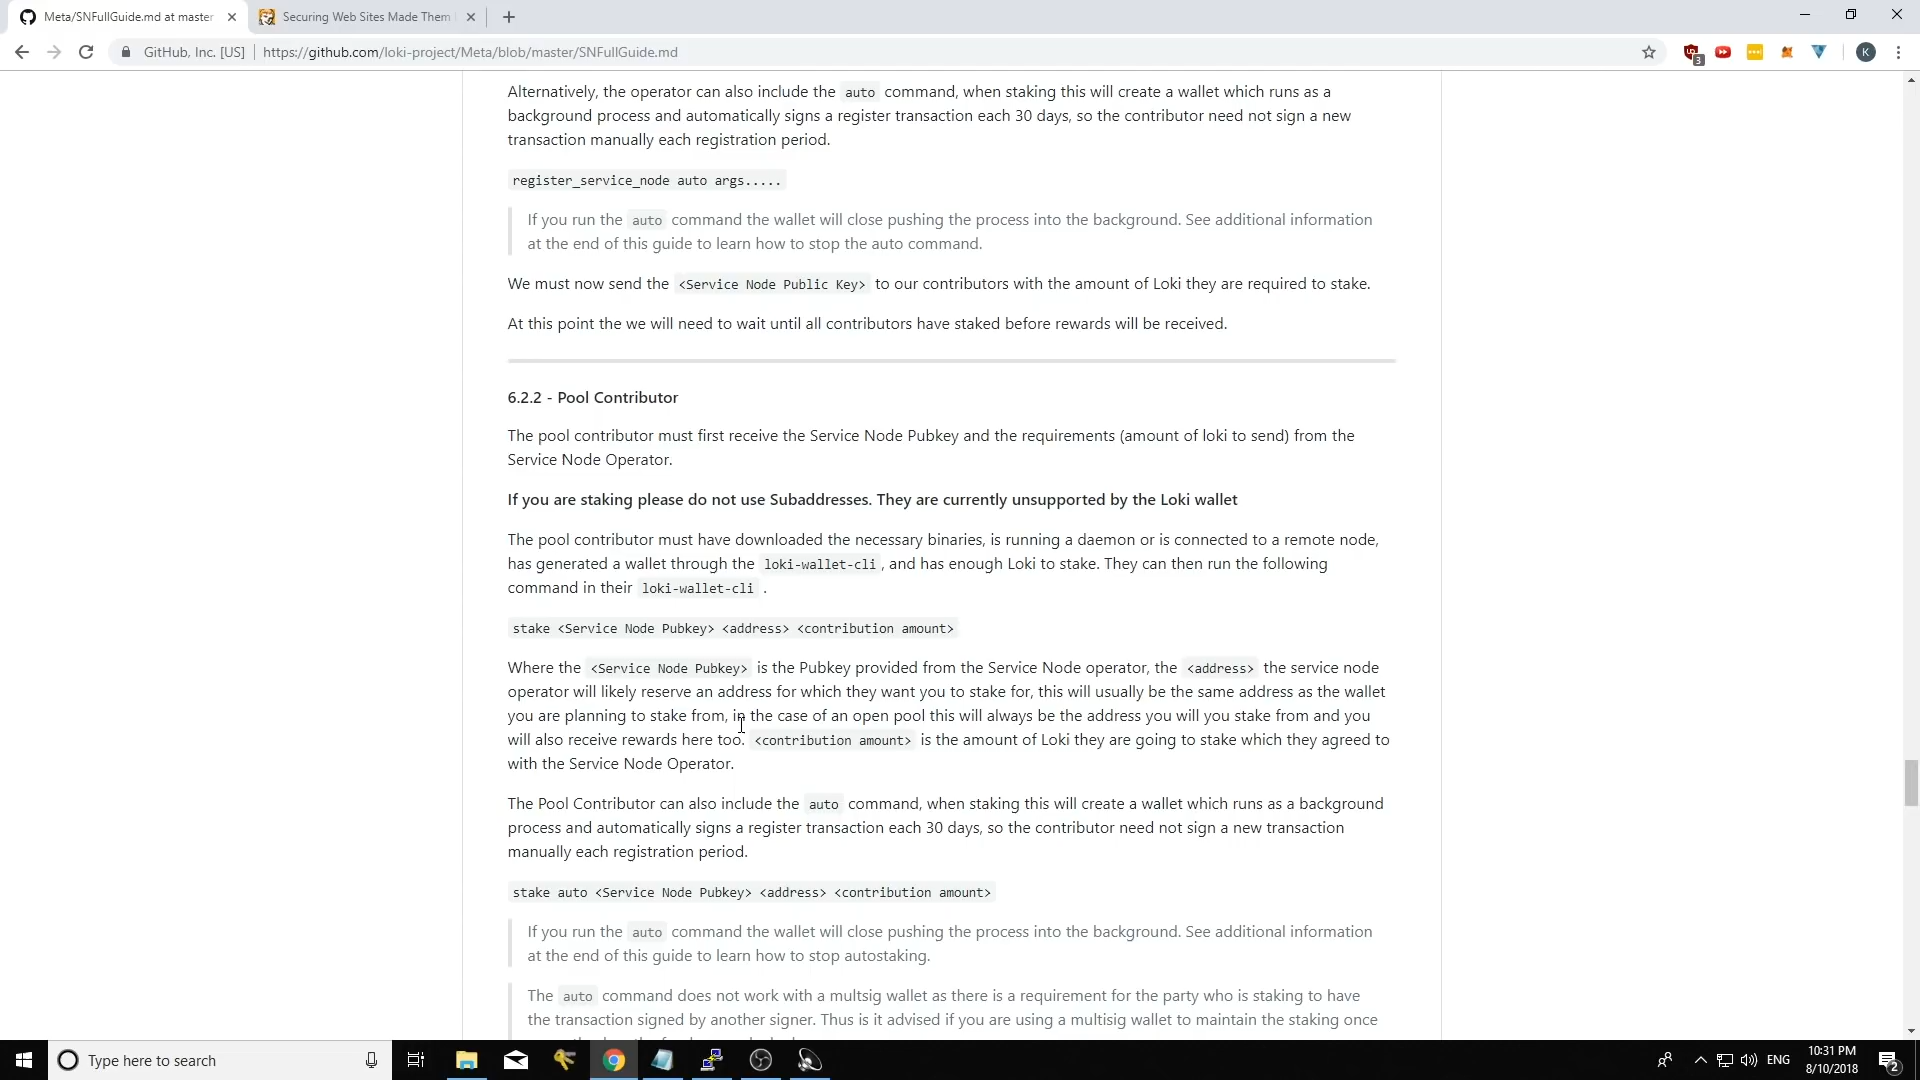 Meta/SNFullGuide.md at master
Securing Web Sites Made Them
GitHub, Inc. [US]
https://github.com/loki-project/Meta/blob/master/SNFullGuide.md
3
K
Alternatively, the operator can also include the auto command, when staking this will create a wallet which runs as a
background process and automatically signs a register transaction each 30 days, so the contributor need not sign a new
transaction manually each registration period.
register_service_node auto args.....
If you run the auto command the wallet will close pushing the process into the background. See additional information
at the end of this guide to learn how to stop the auto command.
We must now send the <Service Node Public Key> to our contributors with the amount of Loki they are required to stake.
At this point the we will need to wait until all contributors have staked before rewards will be received.
6.2.2 - Pool Contributor
The pool contributor must first receive the Service Node Pubkey and the requirements (amount of loki to send) from the
Service Node Operator.
If you are staking please do not use Subaddresses. They are currently unsupported by the Loki wallet
The pool contributor must have downloaded the necessary binaries, is running a daemon or is connected to a remote node,
has generated a wallet through the loki-wallet-cli , and has enough Loki to stake. They can then run the following
command in their loki-wallet-cli .
stake <Service Node Pubkey> <address> <contribution amount>
Where the <Service Node Pubkey> is the Pubkey provided from the Service Node operator, the <address> the service node
operator will likely reserve an address for which they want you to stake for, this will usually be the same address as the wallet
you are planning to stake from, in the case of an open pool this will always be the address you will you stake from and you
will also receive rewards here too. <contribution amount> is the amount of Loki they are going to stake which they agreed to
with the Service Node Operator.
The Pool Contributor can also include the auto command, when staking this will create a wallet which runs as a background
process and automatically signs a register transaction each 30 days, so the contributor need not sign a new transaction
manually each registration period.
stake auto <Service Node Pubkey> <address> <contribution amount>
If you run the auto command the wallet will close pushing the process into the background. See additional information
at the end of this guide to learn how to stop autostaking.
The auto command does not work with a multsig wallet as there is a requirement for the party who is staking to have
the transaction signed by another signer. Thus is it advised if you are using a multisig wallet to maintain the staking once
Type here to search
ENG
10:31 PM
8/10/2018
2